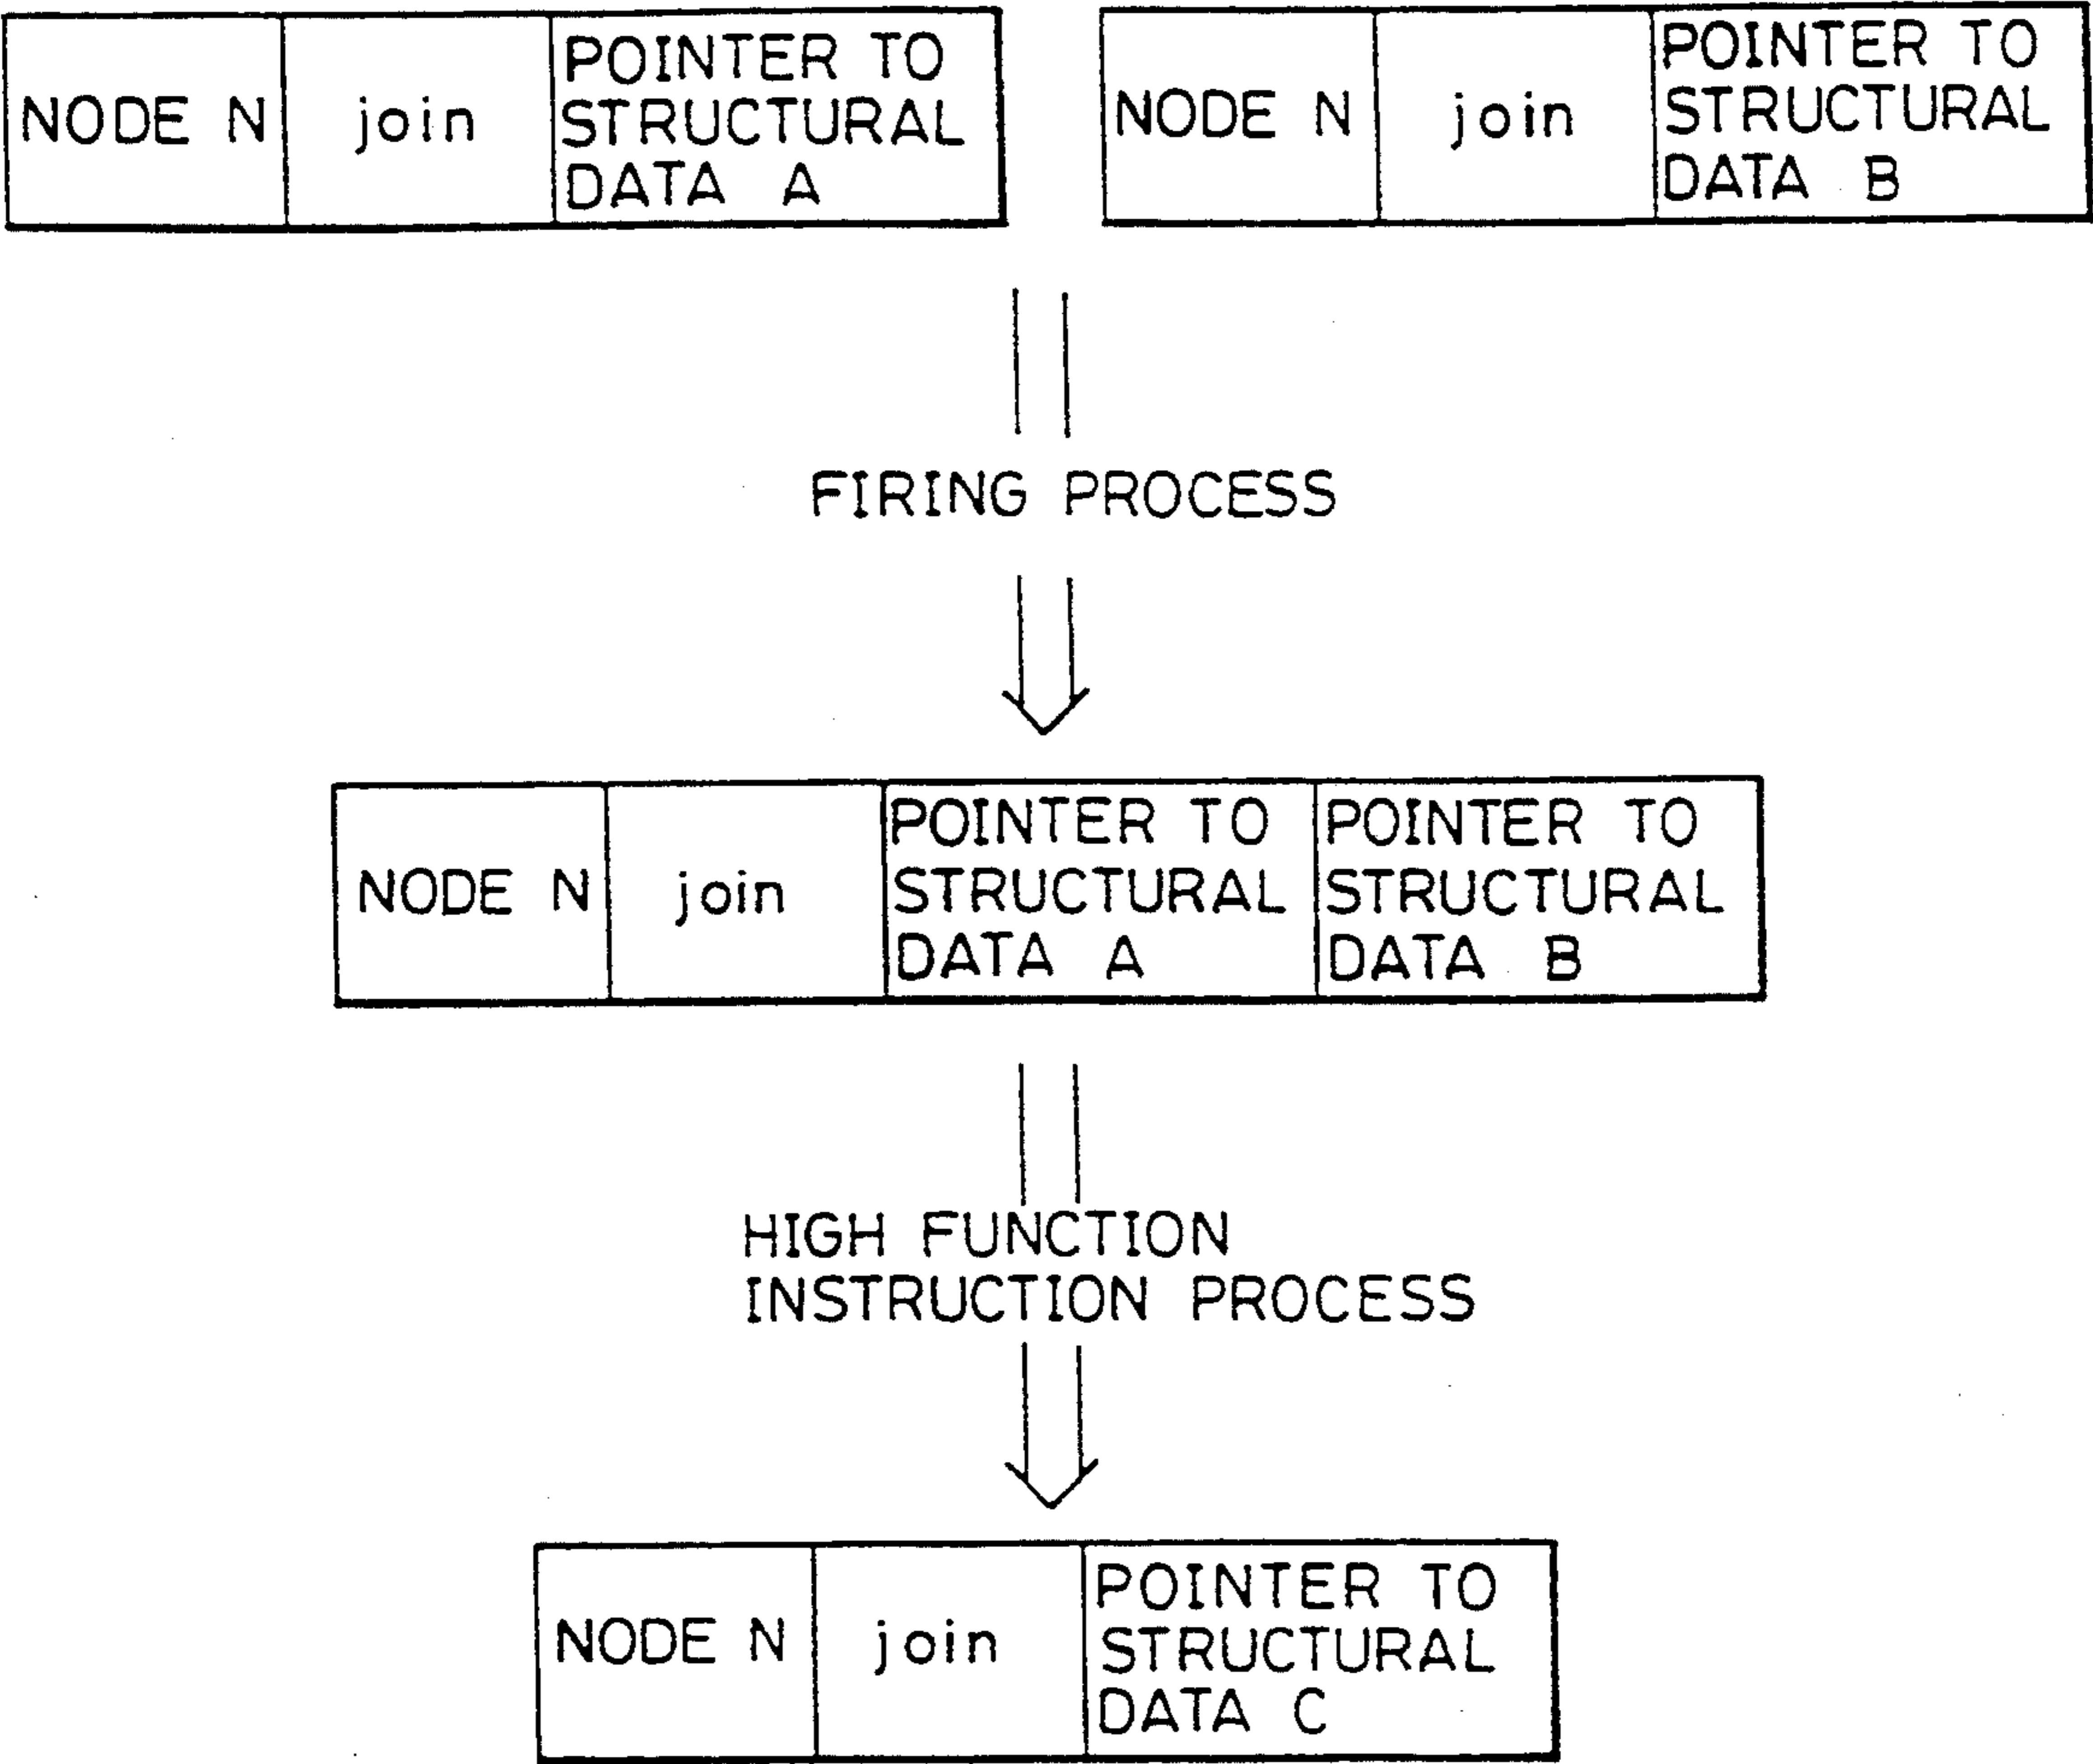 NODE N
join
POINTER TO
STRUCTURAL
DATA A
NODE N
join
POINTER TO
STRUCTURAL
DATA B
FIRING PROCESS
NODE N
join
POINTER TO
STRUCTURAL
DATA A
POINTER TO
STRUCTURAL
DATA B
HIGH FUNCTION
INSTRUCTION PROCESS
NODE N
join
POINTER TO
STRUCTURAL
DATA C